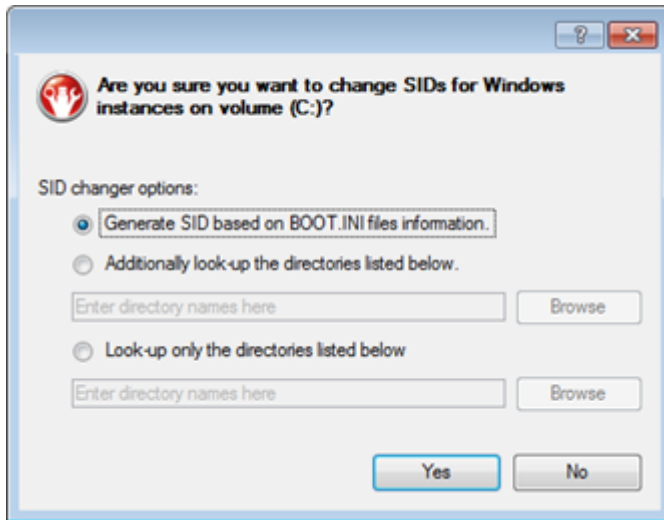 Are you sure you want to change SIDs for Windows
instances on volume (C:)?
SID changer options:
Generate SID based on BOOT.INI files information.
Additionally look-up the directories listed below.
Enter directory names here
Browse
Look-up only the directories listed below
Enter directory names here
Browse
Yes
No